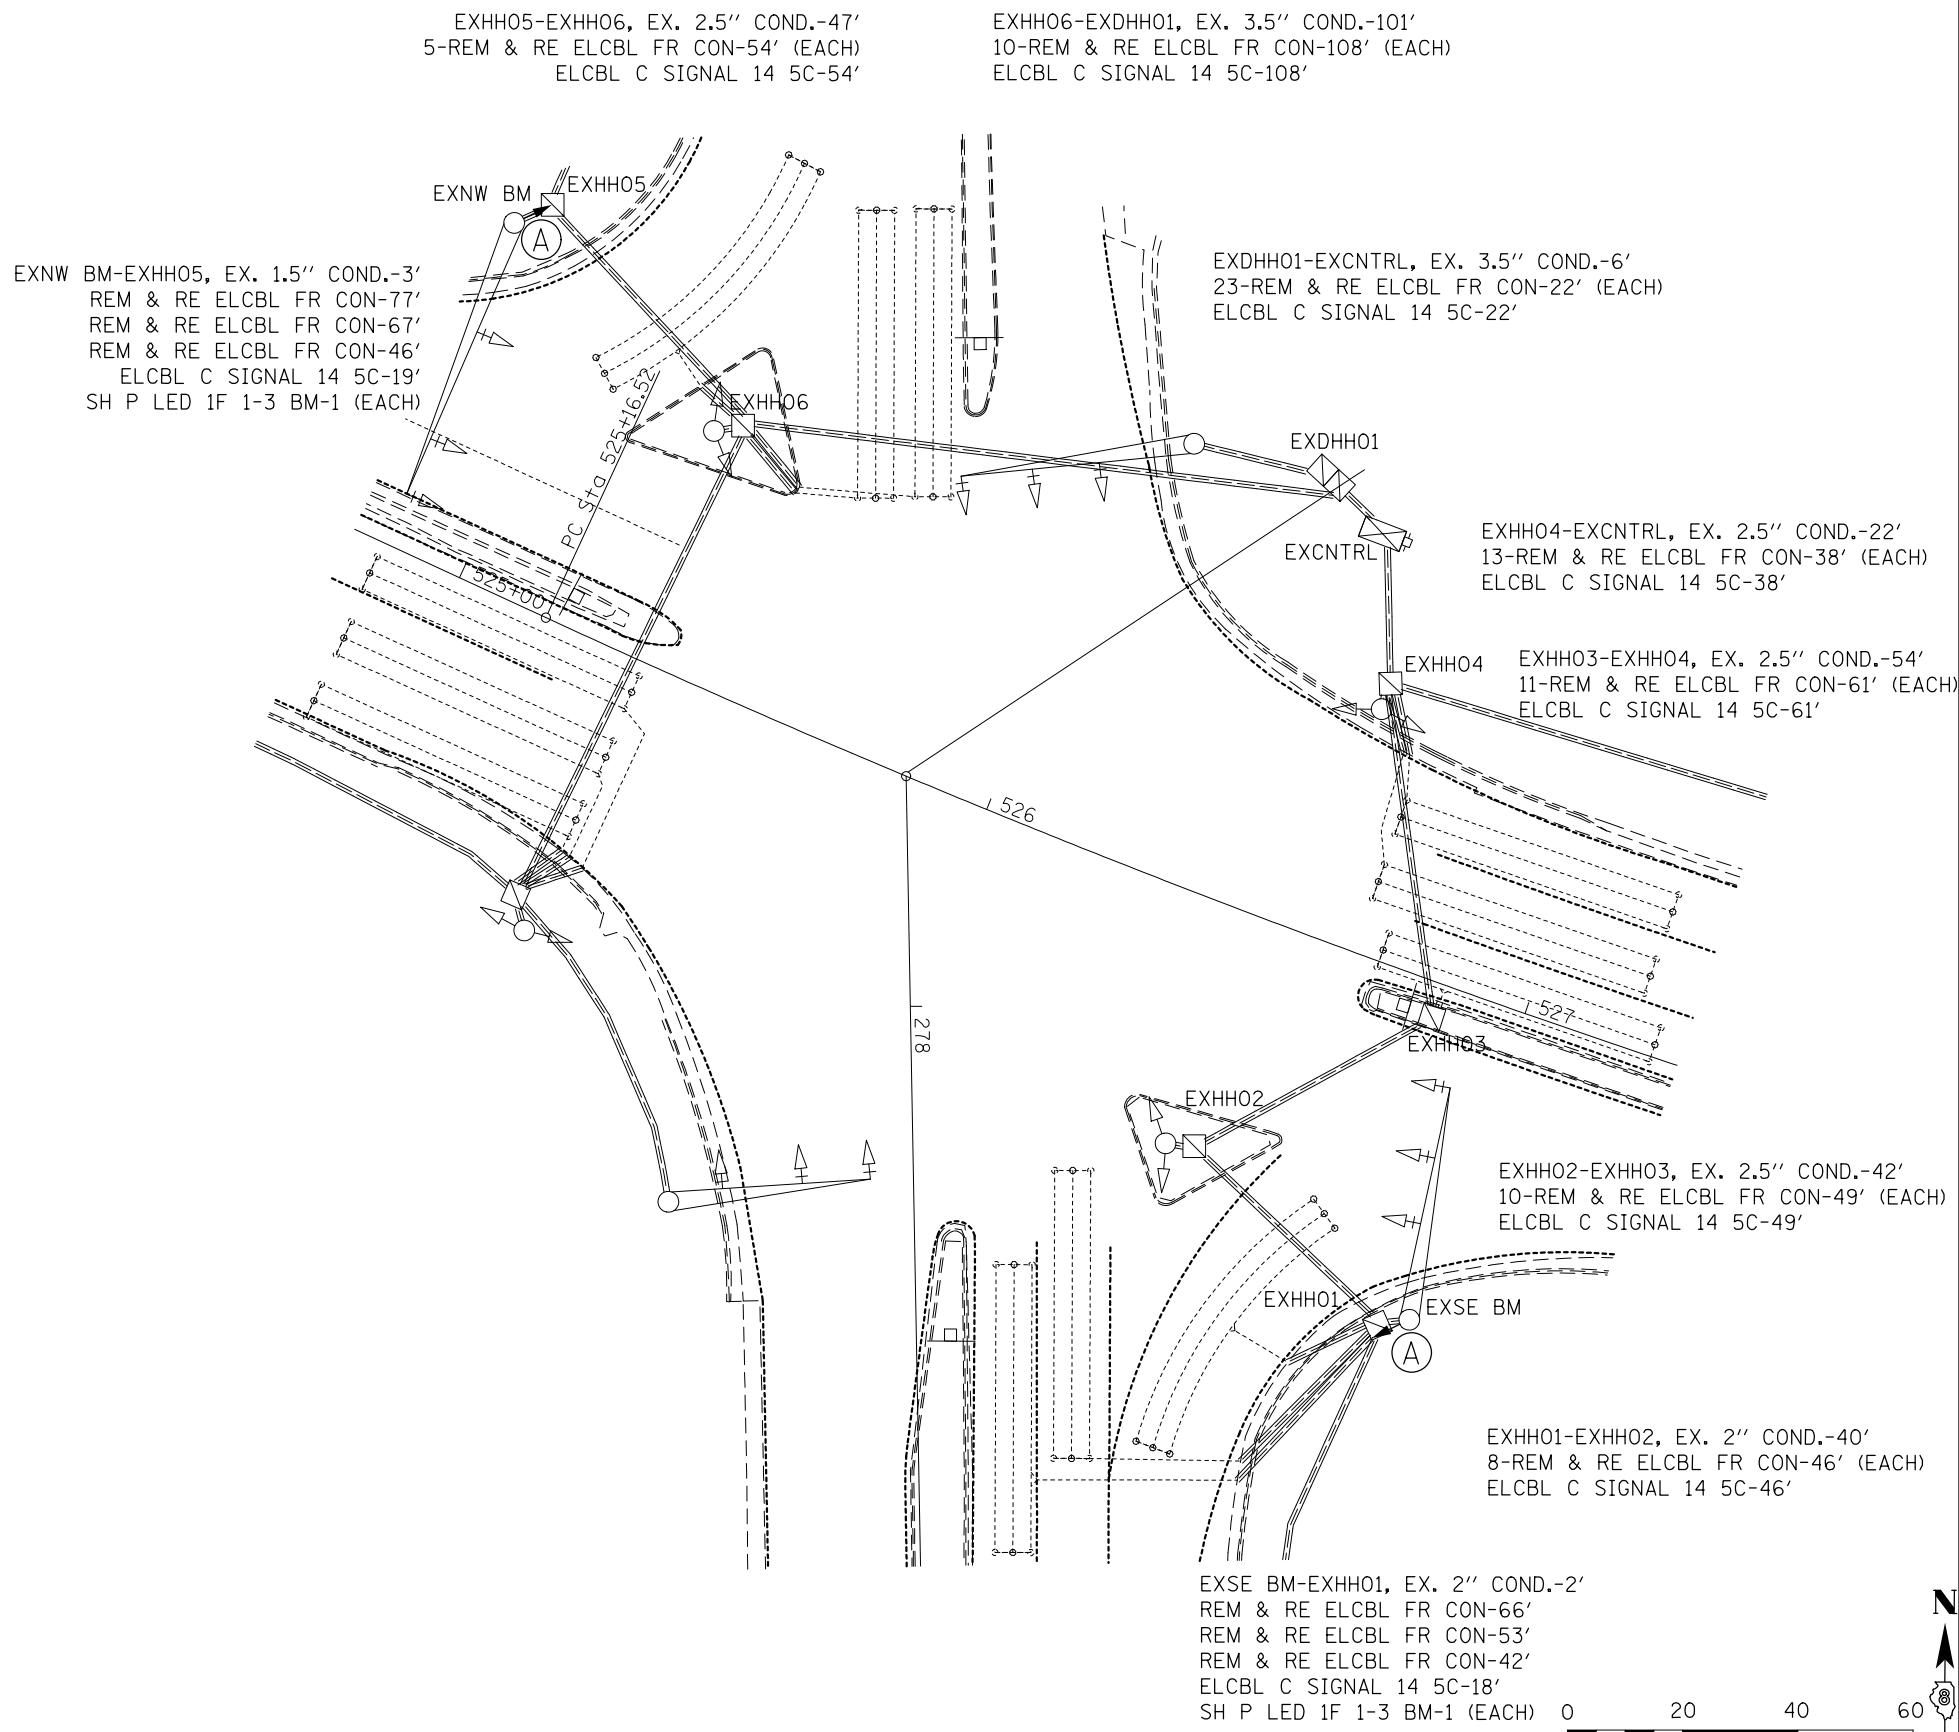 EXHH05-EXHH06, EX. 2.5" COND.-47'
5-REM & RE ELCBL FR CON-54' (EACH)
ELCBL C SIGNAL 14 5C-54'
EXHH06-EXDHH01, EX. 3.5" COND.-101'
10-REM & RE ELCBL FR CON-108' (EACH)
ELCBL C SIGNAL 14 5C-108'
EXNW BM
EXHH05
A
EXNW BM-EXHH05, EX. 1.5" COND.-3'
REM & RE ELCBL FR CON-77'
REM & RE ELCBL FR CON-67'
REM & RE ELCBL FR CON-46'
ELCBL C SIGNAL 14 5C-19'
SH P LED 1F 1-3 BM-1 (EACH)
EXDHH01-EXCNTRL, EX. 3.5" COND.-6'
23-REM & RE ELCBL FR CON-22' (EACH)
ELCBL C SIGNAL 14 5C-22'
EXHH06
PC Sta 525+16.52
EXDHH01
EXCNTRL
EXHH04-EXCNTRL, EX. 2.5" COND.-22'
13-REM & RE ELCBL FR CON-38' (EACH)
ELCBL C SIGNAL 14 5C-38'
525+00
EXHH04
EXHH03-EXHH04, EX. 2.5" COND.-54'
11-REM & RE ELCBL FR CON-61' (EACH)
ELCBL C SIGNAL 14 5C-61'
526
527
278
EXHH03
EXHH02
EXHH02-EXHH03, EX. 2.5" COND.-42'
10-REM & RE ELCBL FR CON-49' (EACH)
ELCBL C SIGNAL 14 5C-49'
EXHH01
EXSE BM
A
EXHH01-EXHH02, EX. 2" COND.-40'
8-REM & RE ELCBL FR CON-46' (EACH)
ELCBL C SIGNAL 14 5C-46'
EXSE BM-EXHH01, EX. 2" COND.-2'
REM & RE ELCBL FR CON-66'
REM & RE ELCBL FR CON-53'
REM & RE ELCBL FR CON-42'
ELCBL C SIGNAL 14 5C-18'
SH P LED 1F 1-3 BM-1 (EACH)
N
8
0 20 40 60